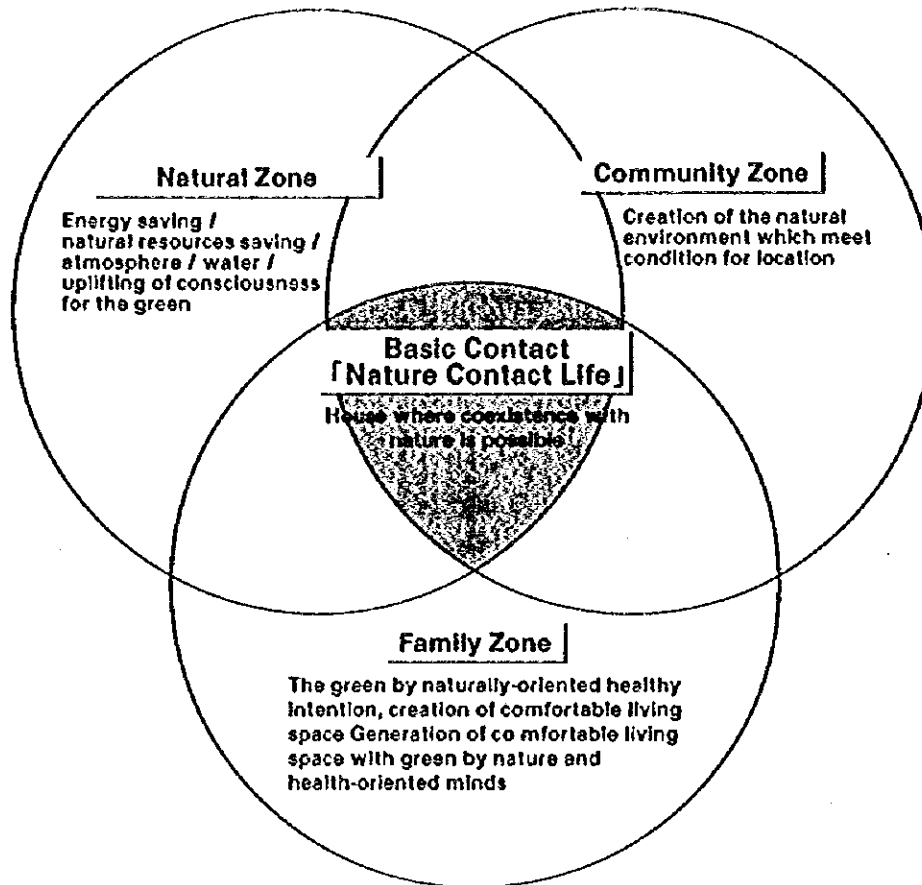 Natural Zone
Energy saving /
natural resources saving /
atmosphere / water /
uplifting of consciousness
for the green
Community Zone
Creation of the natural
environment which meet
condition for location
Basic Contact
「Nature Contact Life」
House where coexistence with
nature is possible
Family Zone
The green by naturally-oriented healthy
intention, creation of comfortable living
space Generation of co mfortable living
space with green by nature and
health-oriented minds